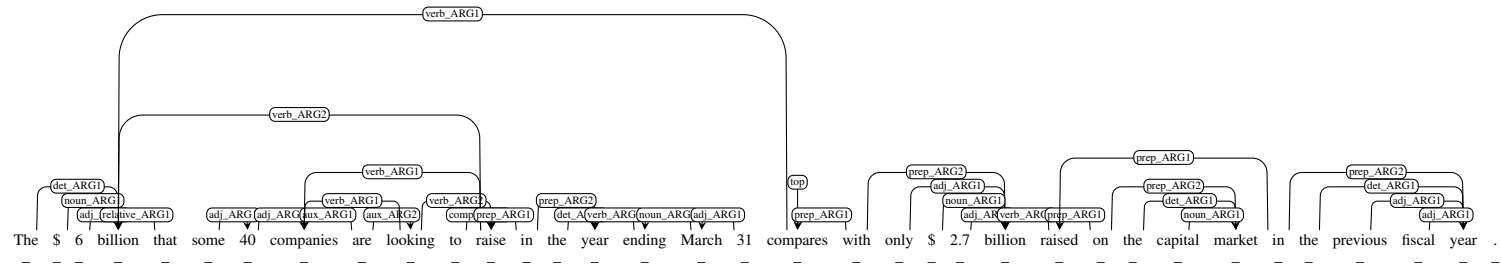 verb_ARG1
verb_ARG2
prep_ARG1
verb_ARG1 prep_ARG2 prep_ARG2 prep_ARG2
det_ARG1 top adj_ARG1 det_ARG1
noun_ARG1 verb_ARG1 verb_ARG2 prep_ARG2 noun_ARG1 det_ARG1 adj_ARG1
relative_ARG1 aux_ARG1 aux_ARG2 prep_ARG1 adj_ARG1 prep_ARG1 prep_ARG1 noun_ARG1 adj_ARG1
The $ 6 billion that some 40 companies are looking to raise in the year ending March 31 compares with only $ 2.7 billion raised on the capital market in the previous fiscal year .